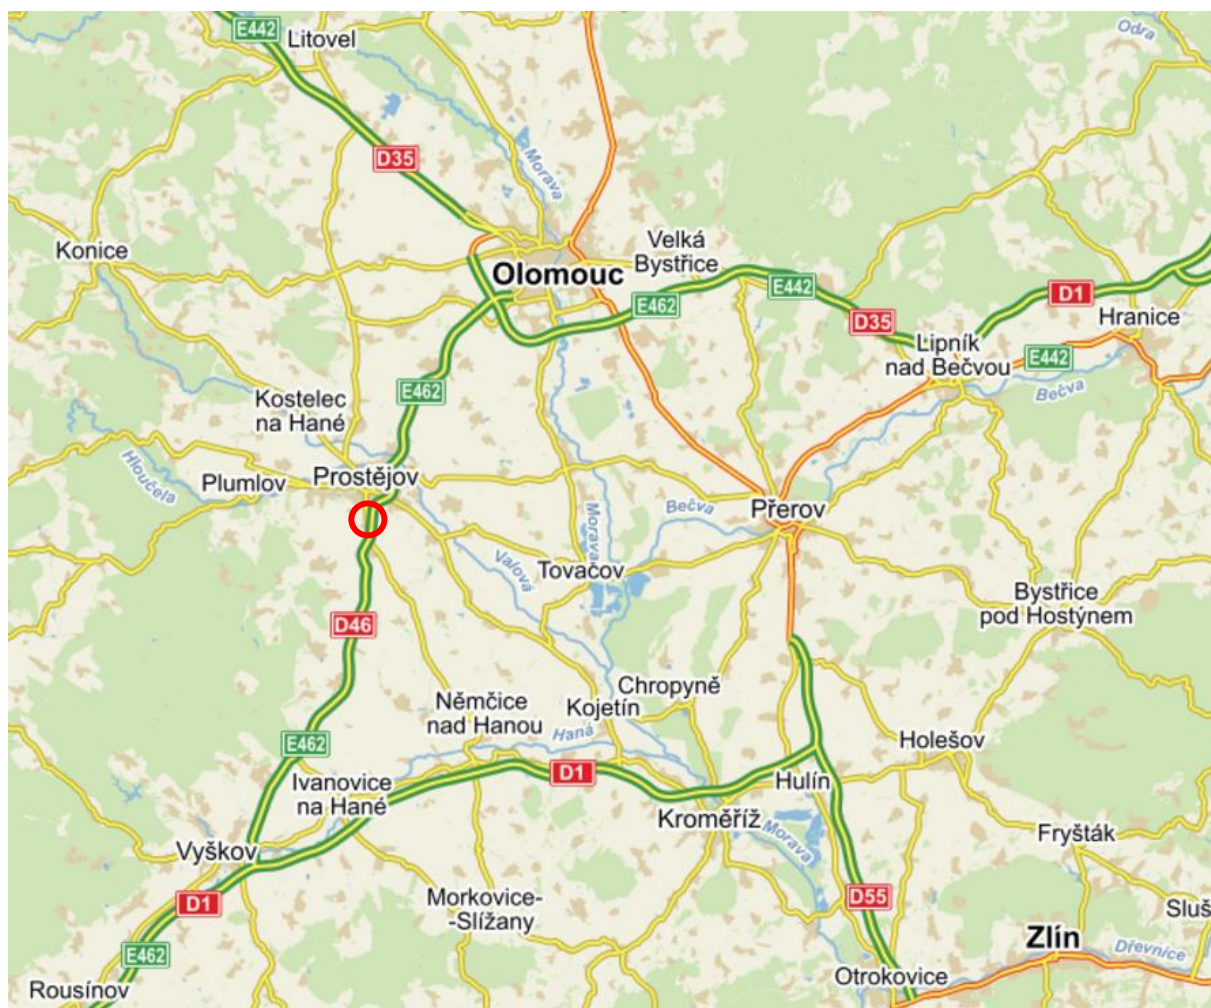 E442
Litovel
Odra
D35
Morava
Konice
Velká
Bystřice
Olomouc
E442
E462
D35
D1
Hranice
Lipník
nad Bečvou
E442
Bečva
E462
Kostelec
na Hané
Prostějov
Plumlov
Hloučela
Bečva
Přerov
Morava
Valová
Tovačov
Bystřice
pod Hostýnem
D46
Chropyně
Němčice
nad Hanou
Kojetín
Haná
E462
Holešov
D1
Hulín
Ivanovice
na Hané
Kroměříž
Morava
Fryšták
Vyškov
D1
Morkovice-
-Slížany
D55
Sluš
Zlín
Dřevnice
E462
Otrokovice
Rousínov